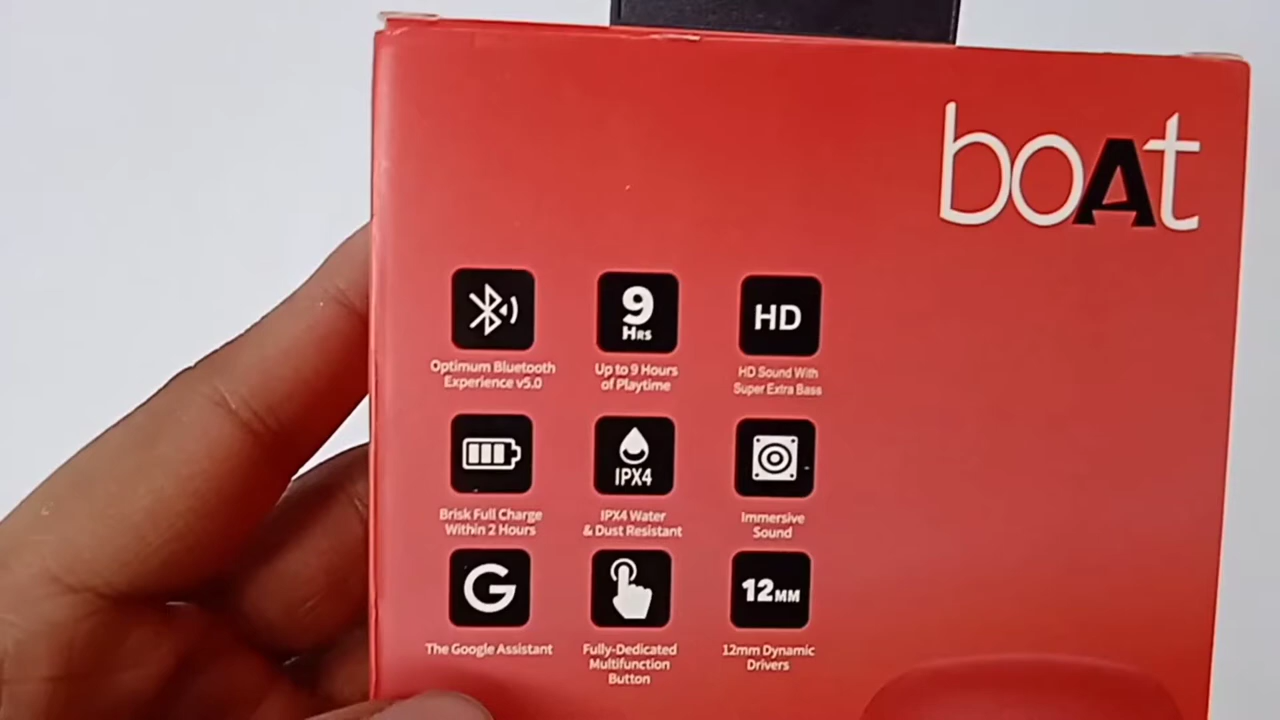 boAt
9
HRS
HD
Optimum Bluetooth
Experience v5.0
Up to 9 Hours
of Playtime
HD Sound With
Super Extra Bass
IPX4
Brisk Full Charge
Within 2 Hours
IPX4 Water
& Dust Resistant
Immersive
Sound
G
12MM
The Google Assistant
Fully-Dedicated
Multifunction
Button
12mm Dynamic
Drivers